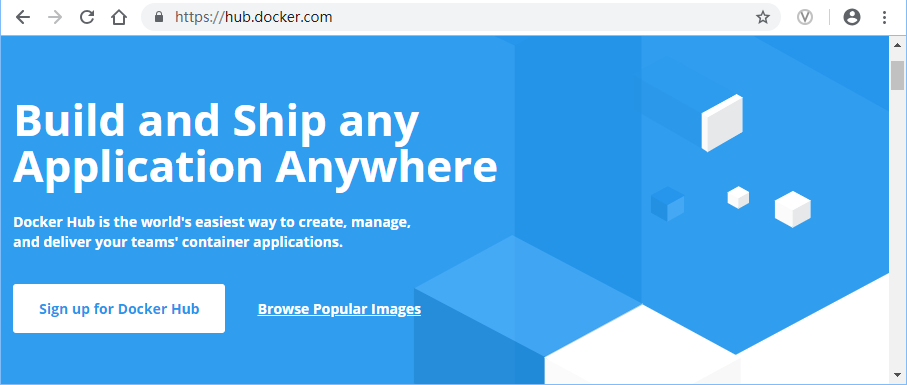 https://hub.docker.com
Build and Ship any
Application Anywhere
Docker Hub is the world's easiest way to create, manage,
and deliver your teams' container applications.
Sign up for Docker Hub
Browse Popular Images